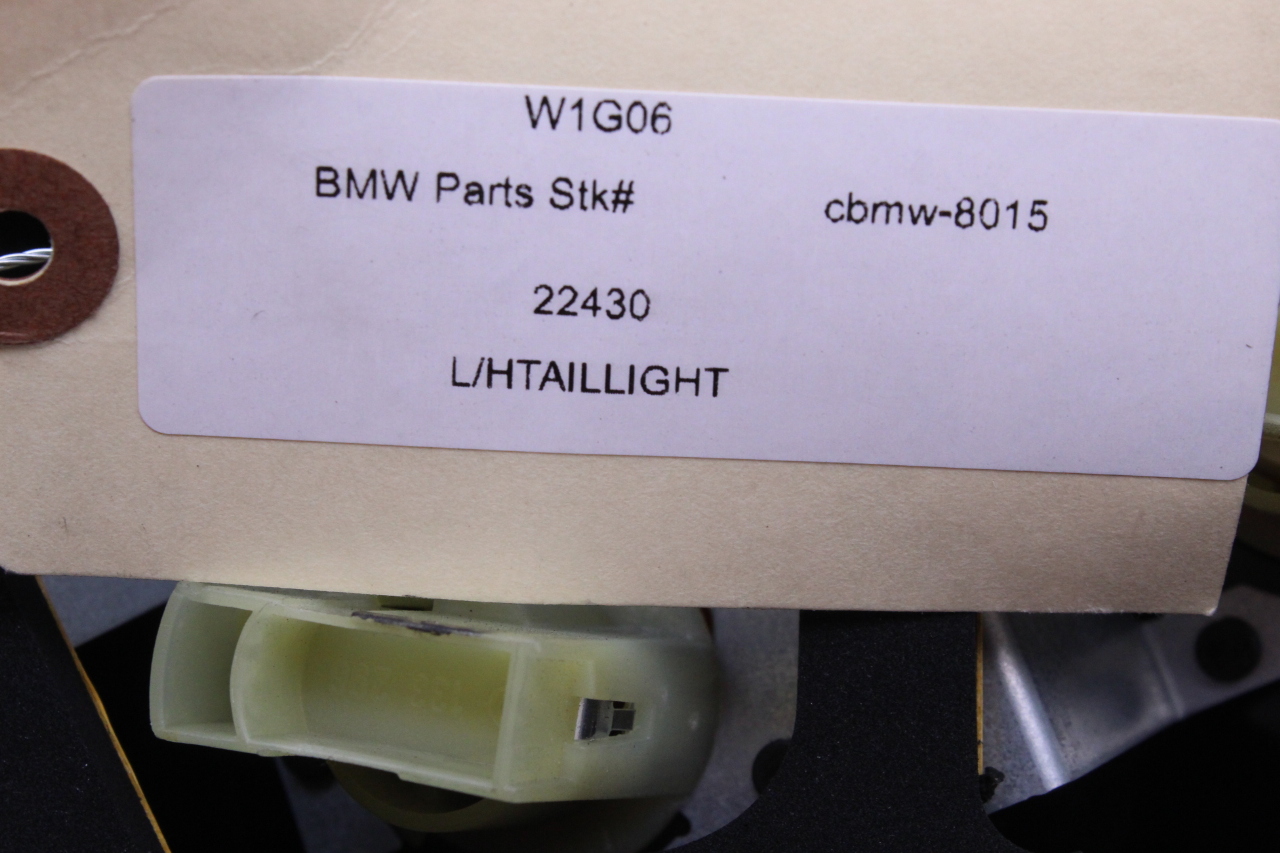 W1G06
BMW Parts Stk# cbmw-8015
22430
L/HTAILLIGHT